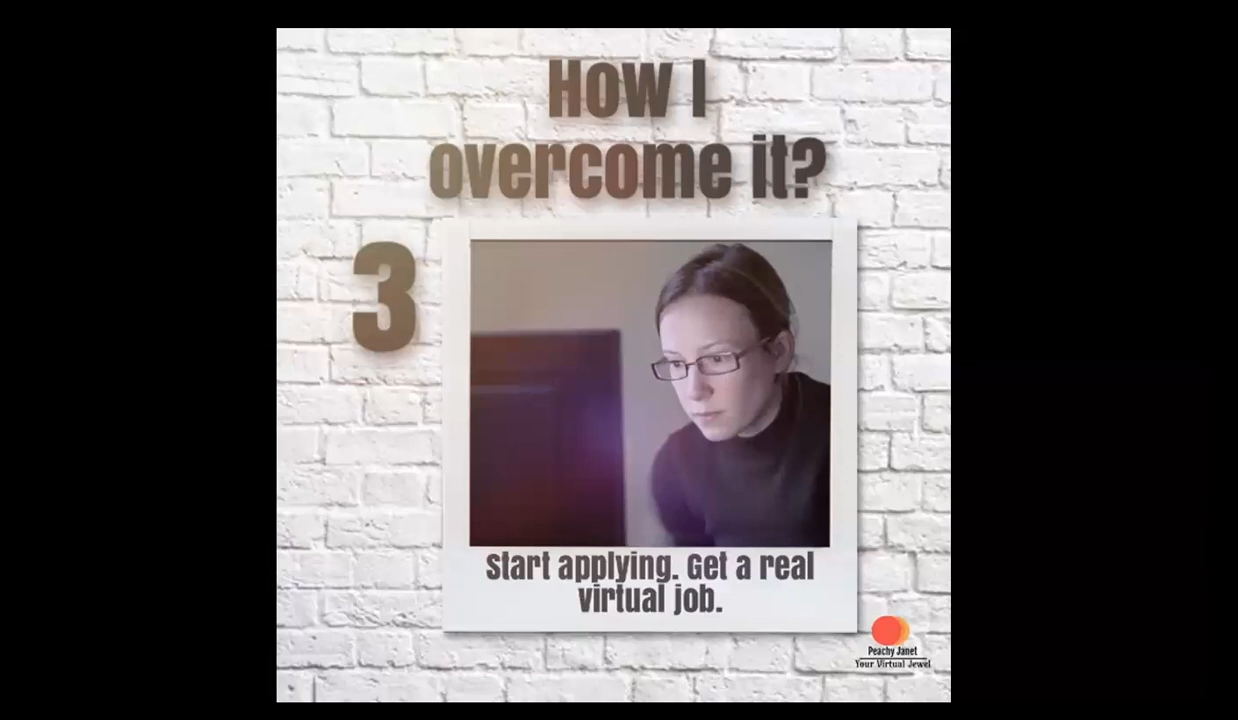 How I
overcome it?
3
Start applying. Get a real
virtual job.
Peachy Janet
Your Virtual Jewel